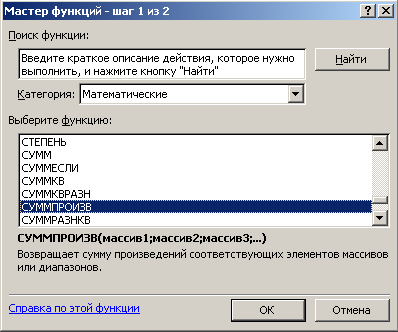 Мастер функций - шаг 1 из 2
Поиск функции:
Введите краткое описание действия, которое нужно
выполнить, и нажмите кнопку "Найти"
Найти
Категория: Математические
Выберите функцию:
СТЕПЕНЬ
СУММ
СУММЕСЛИ
СУММКВ
СУММКВРАЗН
СУММПРОИЗВ
СУММРАЗНКВ
СУММПРОИЗВ(массив1;массив2;массив3;...)
Возвращает сумму произведений соответствующих элементов массивов
или диапазонов.
Справка по этой функции
ОК
Отмена